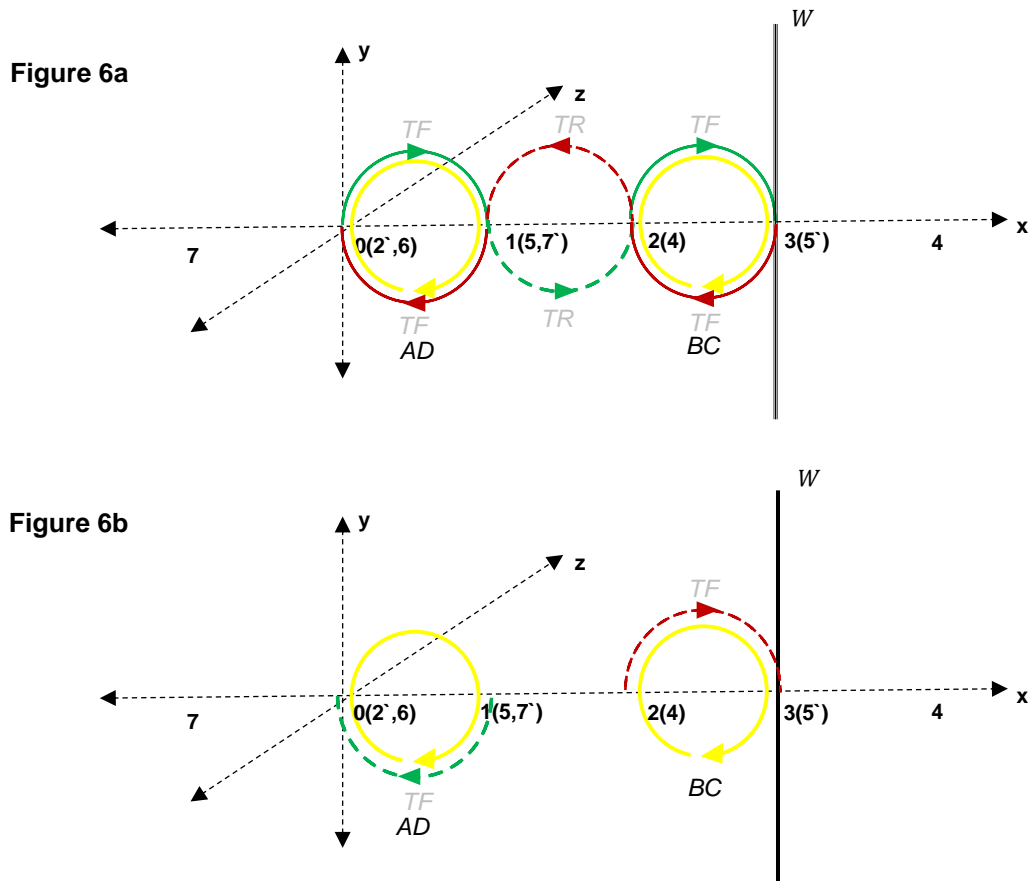 W
Figure 6a
y
z
TF TR TF
x
7 0(2`,6) 1(5,7`) 2(4) 3(5`) 4
TF TR TF
AD BC
W
Figure 6b
y
z
TF
x
7 0(2`,6) 1(5,7`) 2(4) 3(5`) 4
TF
AD BC